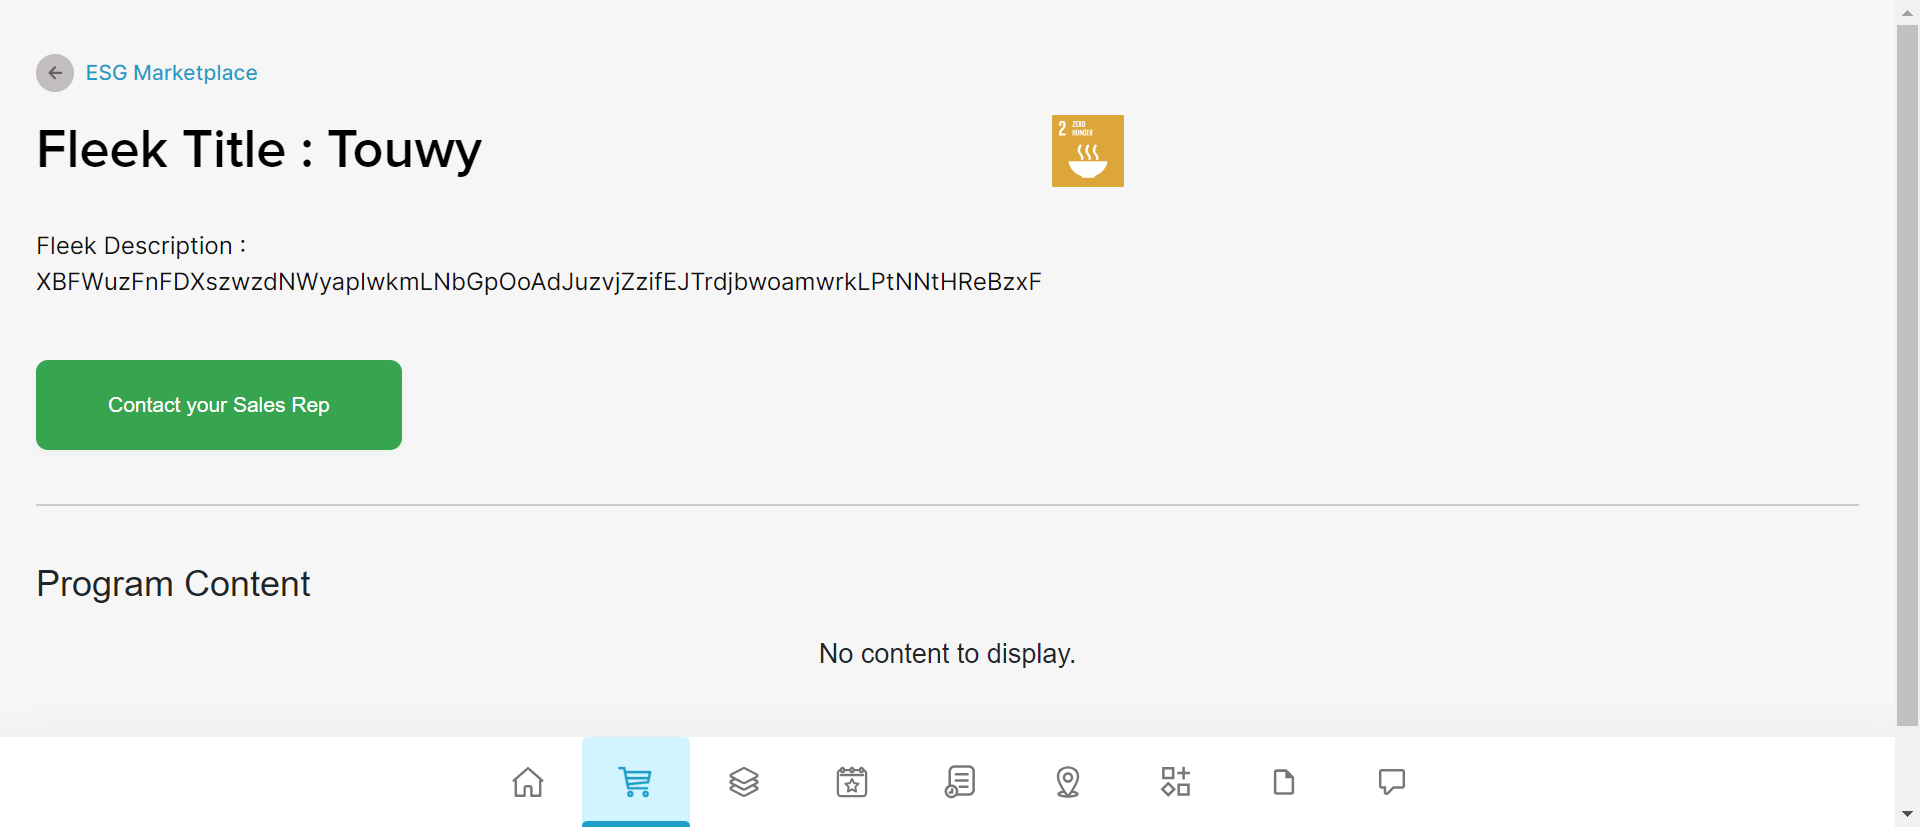 ESG Marketplace
Fleek Title : Touwy
2 ZERO
HUNGER
Fleek Description :
XBFWuzFnFDXszwzdNWyapIwkmLNbGpOoAdJuzvjZzifEJTrdjbwoamwrkLPtNNtHReBzxF
Contact your Sales Rep
Program Content
No content to display.